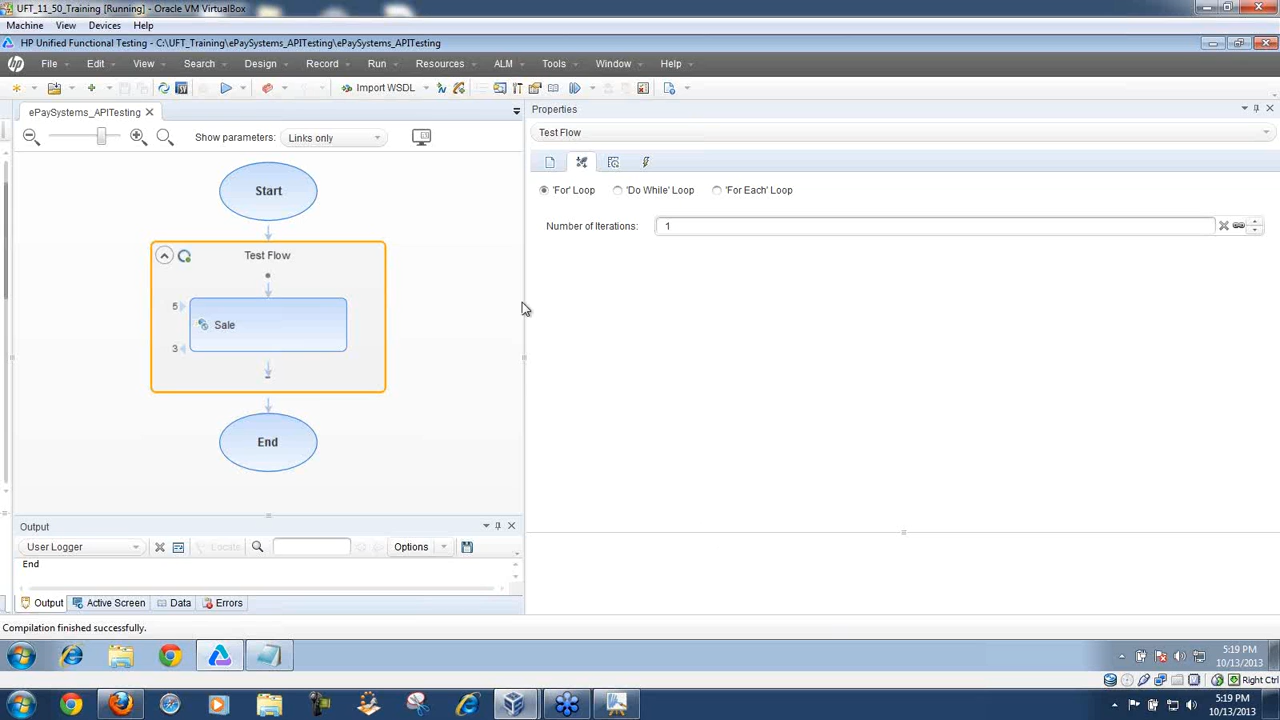 UFT_11_50_Training [Running] - Oracle VM VirtualBox
Machine View Devices Help
HP Unified Functional Testing - C:\UFT_Training\ePaySystems_APITesting\ePaySystems_APITesting
hp File Edit View Search Design Record Run Resources ALM Tools Window Help
Import WSDL
ePaySystems_APITesting
Properties
Show parameters: Links only
Test Flow
Start
'For' Loop 'Do While' Loop 'For Each' Loop
Number of Iterations: 1
Test Flow
5
Sale
3
End
Output
User Logger Locate Options
End
Output Active Screen Data Errors
Compilation finished successfully.
5:19 PM
10/13/2013
Right Ctrl
5:19 PM
10/13/2013